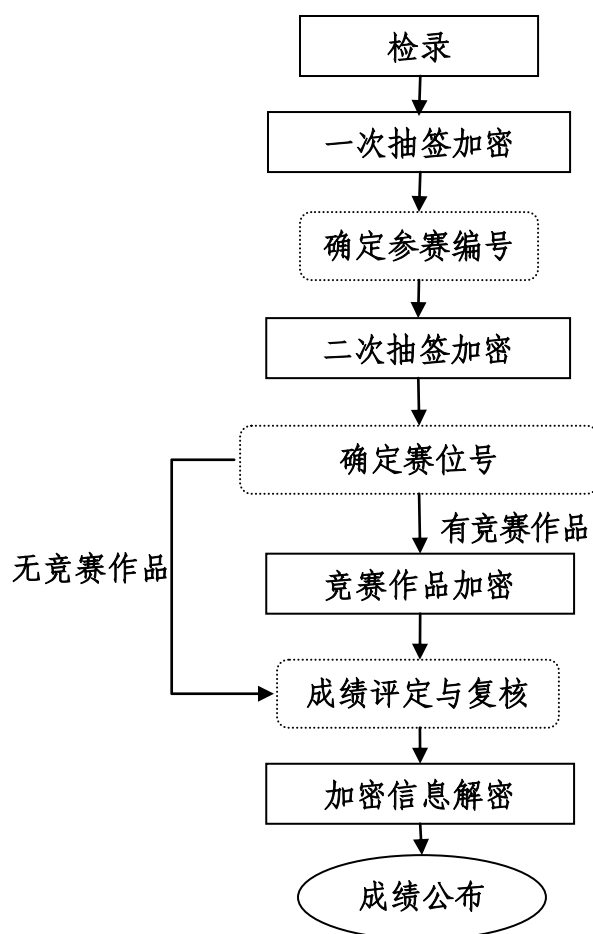 检录
一次抽签加密
确定参赛编号
二次抽签加密
确定赛位号
有竞赛作品
无竞赛作品
竞赛作品加密
成绩评定与复核
加密信息解密
成绩公布